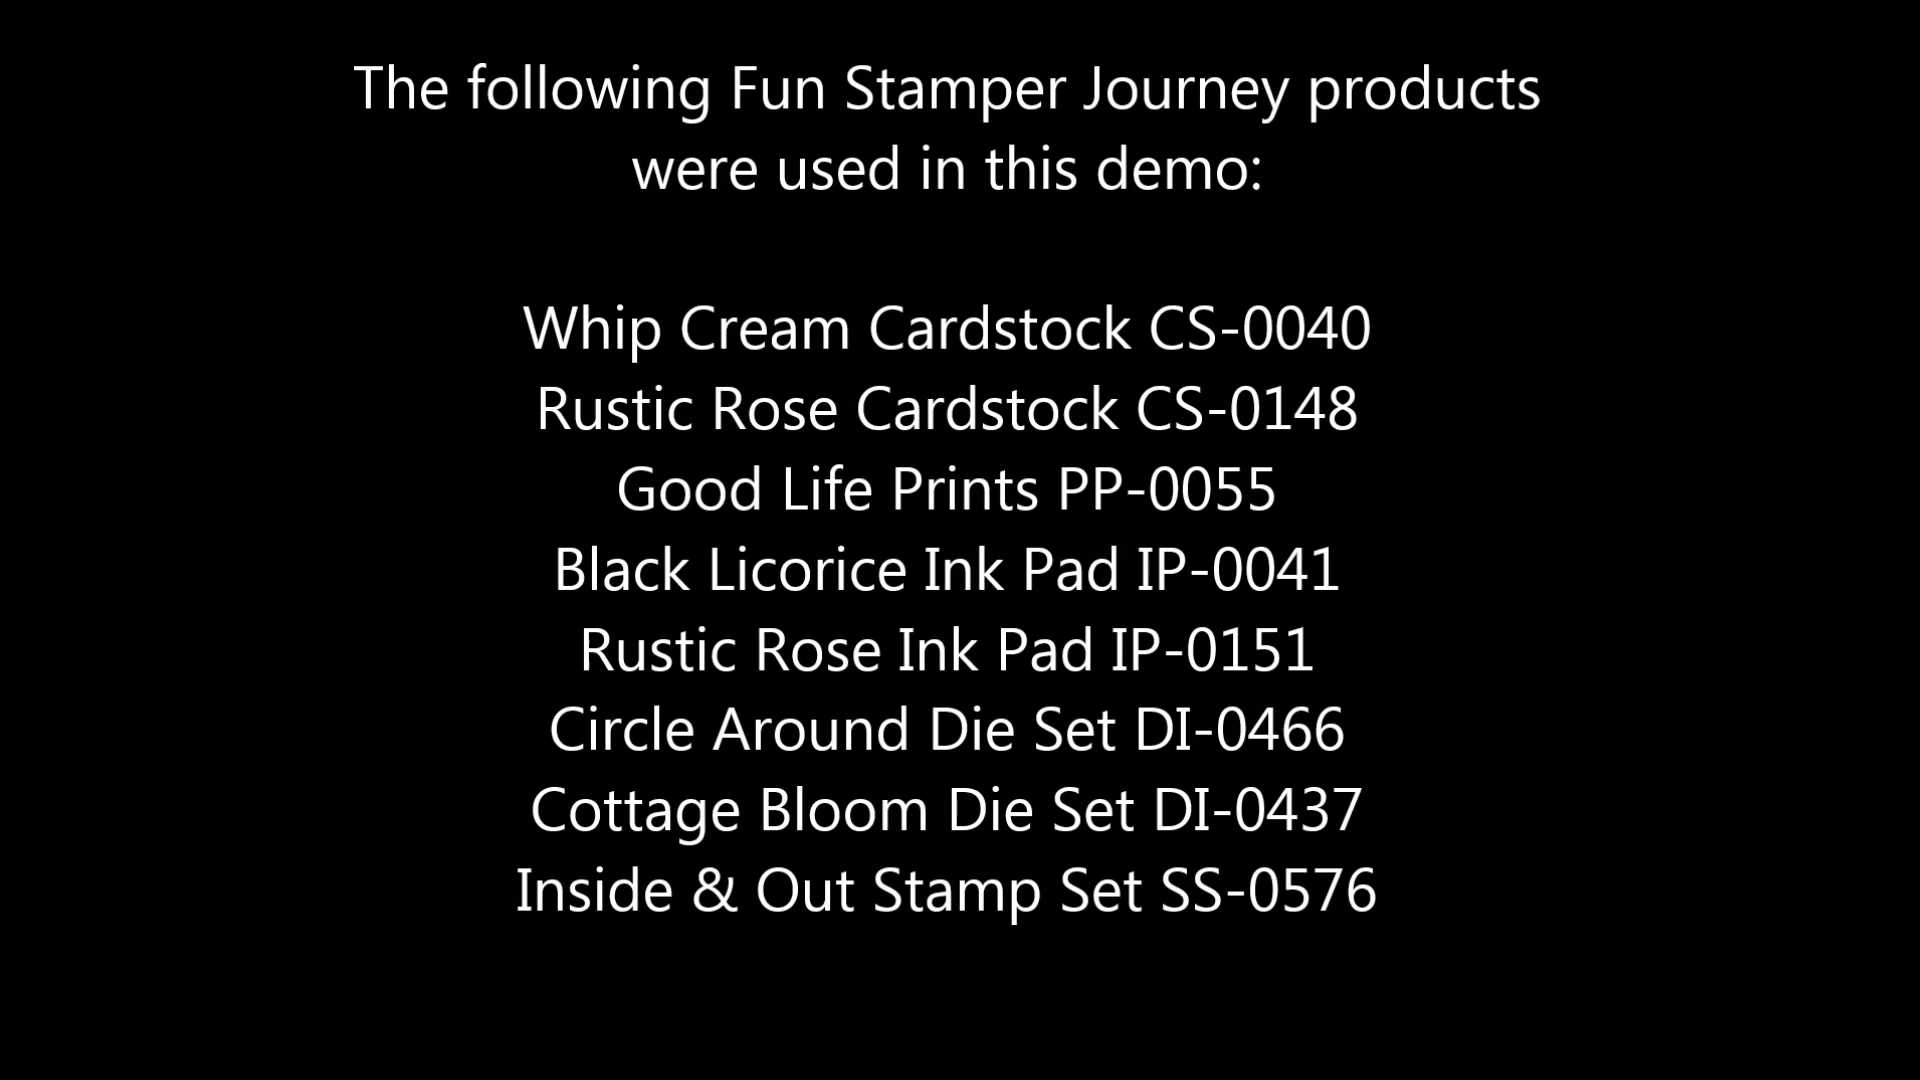 The following Fun Stamper Journey products
were used in this demo:
Whip Cream Cardstock CS-0040
Rustic Rose Cardstock CS-0148
Good Life Prints PP-0055
Black Licorice Ink Pad IP-0041
Rustic Rose Ink Pad IP-0151
Circle Around Die Set DI-0466
Cottage Bloom Die Set DI-0437
Inside & Out Stamp Set SS-0576